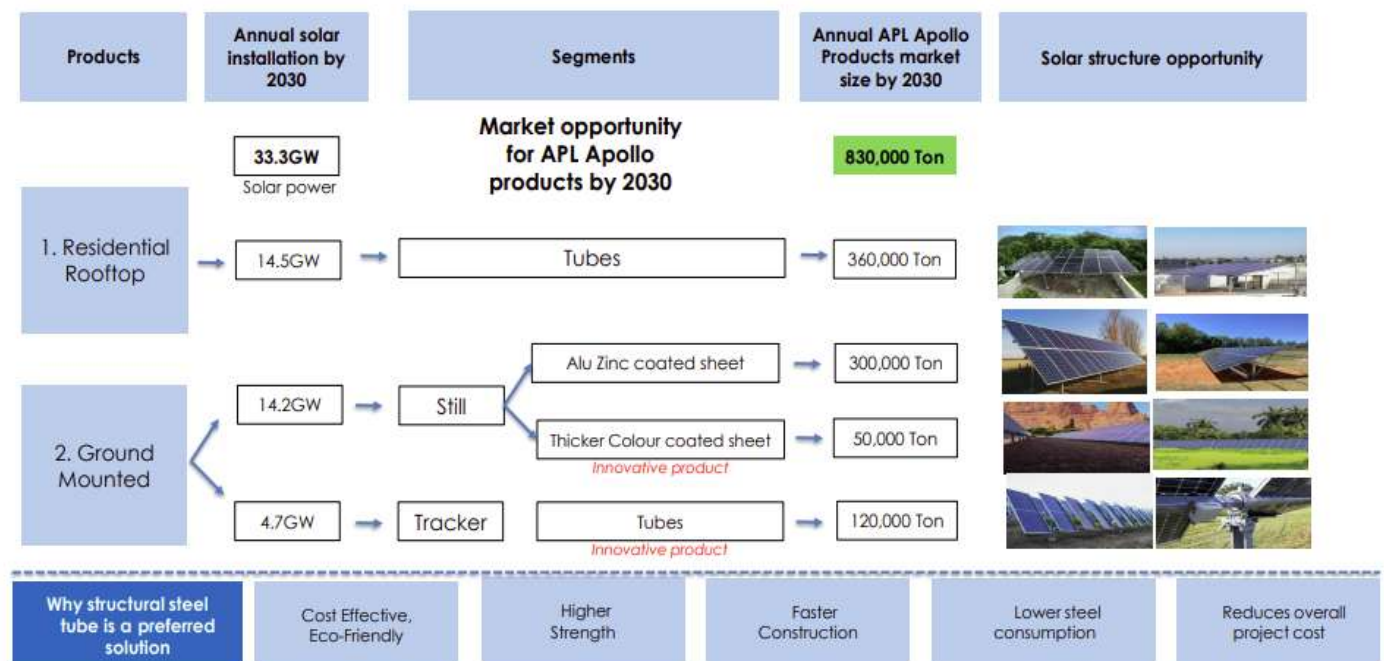 Products
Annual solar
installation by
2030
Segments
Annual APL Apollo
Products market
size by 2030
Solar structure opportunity
33.3GW
Solar power
Market opportunity
for APL Apollo
products by 2030
830,000 Ton
1. Residential
Rooftop
14.5GW
Tubes
360,000 Ton
2. Ground
Mounted
14.2GW
Still
Alu Zinc coated sheet
300,000 Ton
Thicker Colour coated sheet
Innovative product
50,000 Ton
4.7GW
Tracker
Tubes
Innovative product
120,000 Ton
Why structural steel
tube is a preferred
solution
Cost Effective,
Eco-Friendly
Higher
Strength
Faster
Construction
Lower steel
consumption
Reduces overall
project cost